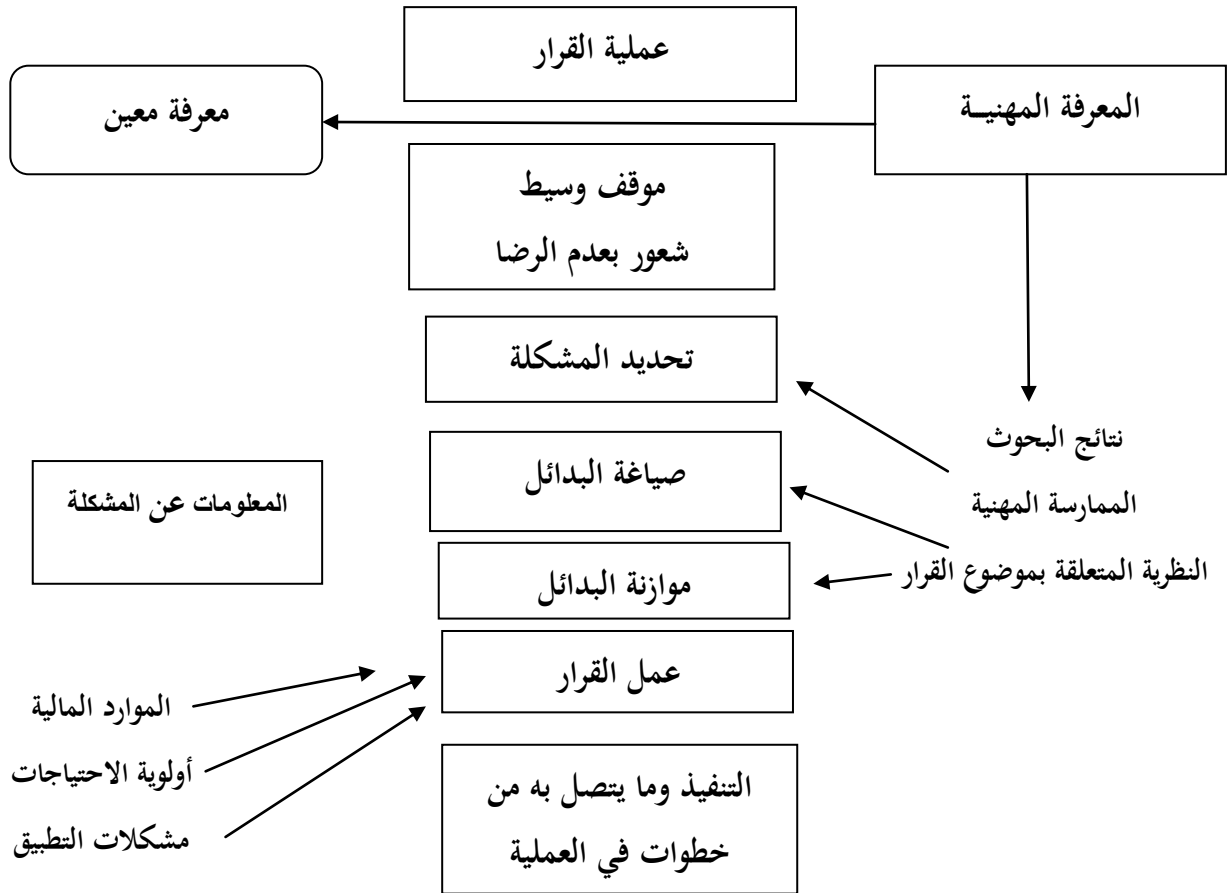 عملية القرار
المعرفة المهنيــة
معرفة معين
موقف وسيط
شعور بعدم الرضا
تحديد المشكلة
نتائج البحوث
صياغة البدائل
الممارسة المهنية
المعلومات عن المشكلة
النظرية المتعلقة بموضوع القرار
موازنة البدائل
عمل القرار
الموارد المالية
أولوية الاحتياجات
مشكلات التطبيق
التنفيذ وما يتصل به من
خطوات في العملية